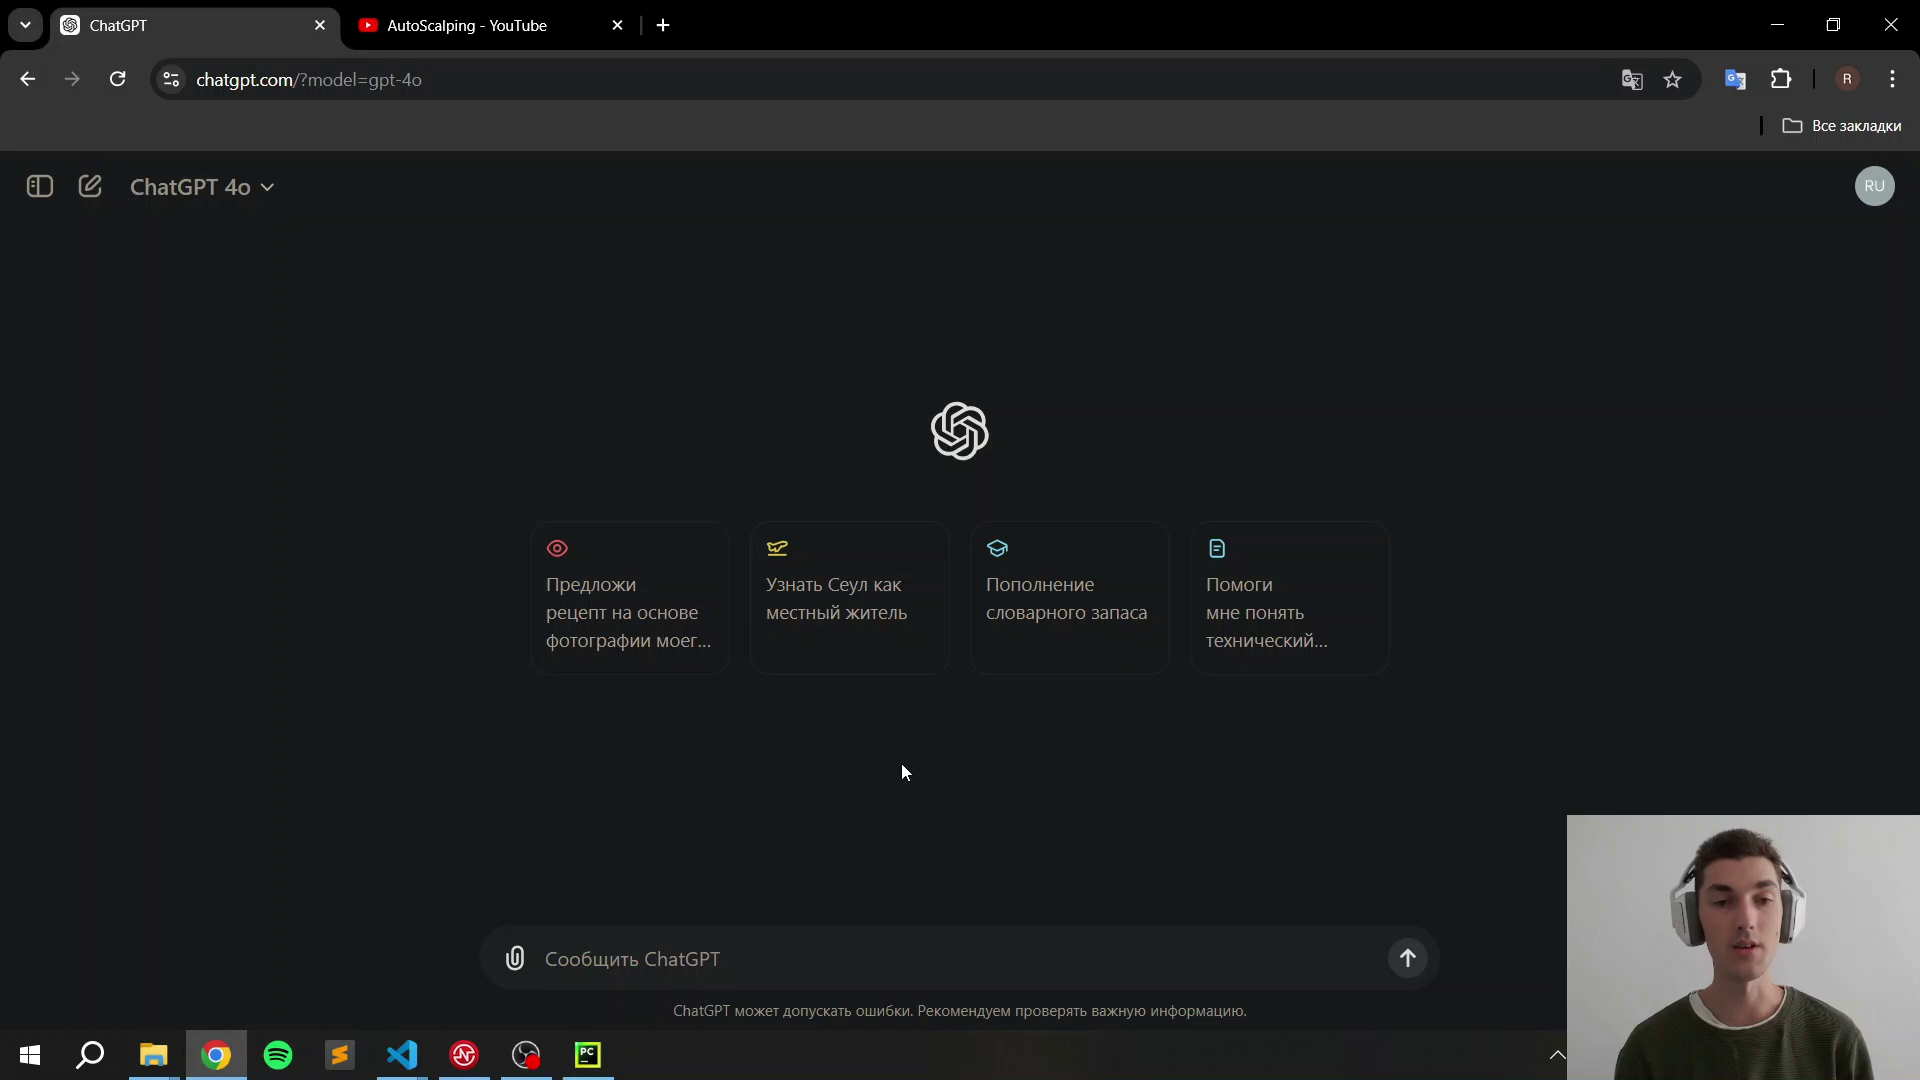 ChatGPT
AutoScalping - YouTube
chatgpt.com/?model=gpt-4o
R
Все закладки
ChatGPT 4o
RU
Предложи
рецепт на основе
фотографии моег...
Узнать Сеул как
местный житель
Пополнение
словарного запаса
Помоги
мне понять
технический...
Сообщить ChatGPT
ChatGPT может допускать ошибки. Рекомендуем проверять важную информацию.
PC